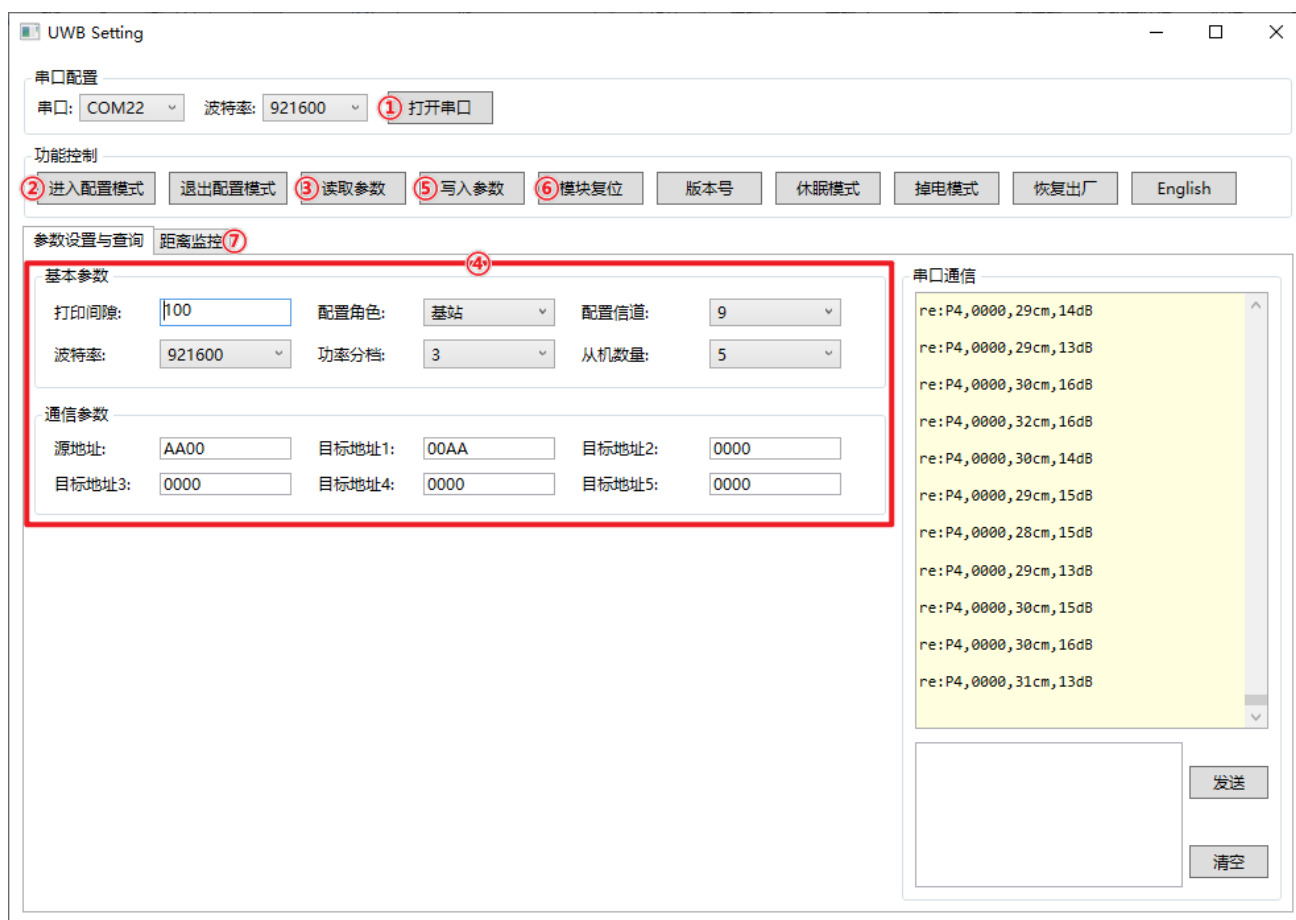 UWB Setting
串口配置
串口: COM22 波特率: 921600 ① 打开串口
功能控制
② 进入配置模式 退出配置模式 ③ 读取参数 ⑤ 写入参数 ⑥ 模块复位 版本号 休眠模式 掉电模式 恢复出厂 English
参数设置与查询 距离监控 ⑦
④
基本参数
打印间隙: 100 配置角色: 基站 配置信道: 9
波特率: 921600 功率分档: 3 从机数量: 5
通信参数
源地址: AA00 目标地址1: 00AA 目标地址2: 0000
目标地址3: 0000 目标地址4: 0000 目标地址5: 0000
串口通信
re:P4,0000,29cm,14dB
re:P4,0000,29cm,13dB
re:P4,0000,30cm,16dB
re:P4,0000,32cm,16dB
re:P4,0000,30cm,14dB
re:P4,0000,29cm,15dB
re:P4,0000,28cm,15dB
re:P4,0000,29cm,13dB
re:P4,0000,30cm,15dB
re:P4,0000,30cm,16dB
re:P4,0000,31cm,13dB
发送
清空